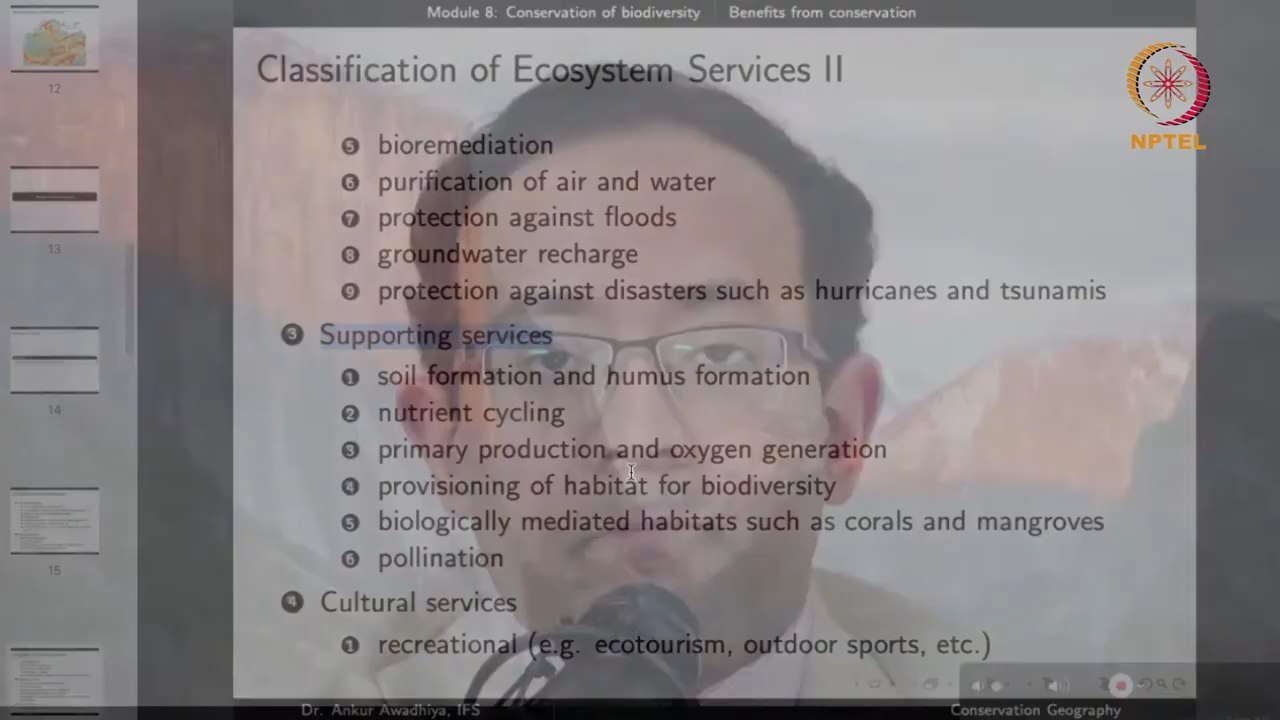 Module 8: Conservation of biodiversity Benefits from conservation
Classification of Ecosystem Services II
NPTEL
5 bioremediation
6 purification of air and water
7 protection against floods
8 groundwater recharge
9 protection against disasters such as hurricanes and tsunamis
3 Supporting services
1 soil formation and humus formation
2 nutrient cycling
3 primary production and oxygen generation
4 provisioning of habitat for biodiversity
5 biologically mediated habitats such as corals and mangroves
6 pollination
4 Cultural services
1 recreational (e.g. ecotourism, outdoor sports, etc.)
Dr. Ankur Awadhiya, IFS Conservation Geography
12
13
14
15